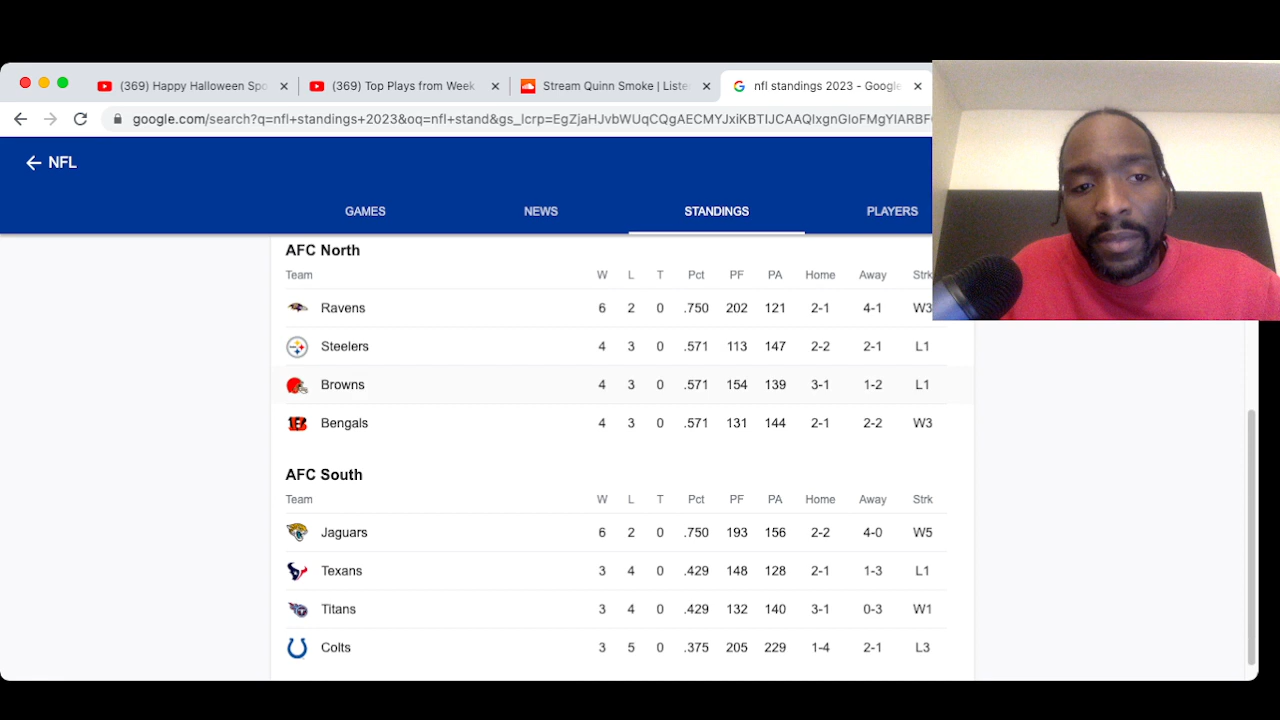 (369) Happy Halloween Spo
(369) Top Plays from Week
Stream Quinn Smoke | Liste
nfl standings 2023 - Google
google.com/search?q=nfl+standings+2023&oq=nfl+stand&gs_lcrp=EgZjaHJvbWUqCQgAECMYJxiKBTIJCAAQIxgnGIoFMgYIARBF
NFL
GAMES NEWS STANDINGS PLAYERS
AFC North
Team W L T Pct PF PA Home Away Strk
Ravens 6 2 0 .750 202 121 2-1 4-1 W3
Steelers 4 3 0 .571 113 147 2-2 2-1 L1
Browns 4 3 0 .571 154 139 3-1 1-2 L1
Bengals 4 3 0 .571 131 144 2-1 2-2 W3
AFC South
Team W L T Pct PF PA Home Away Strk
Jaguars 6 2 0 .750 193 156 2-2 4-0 W5
Texans 3 4 0 .429 148 128 2-1 1-3 L1
Titans 3 4 0 .429 132 140 3-1 0-3 W1
Colts 3 5 0 .375 205 229 1-4 2-1 L3